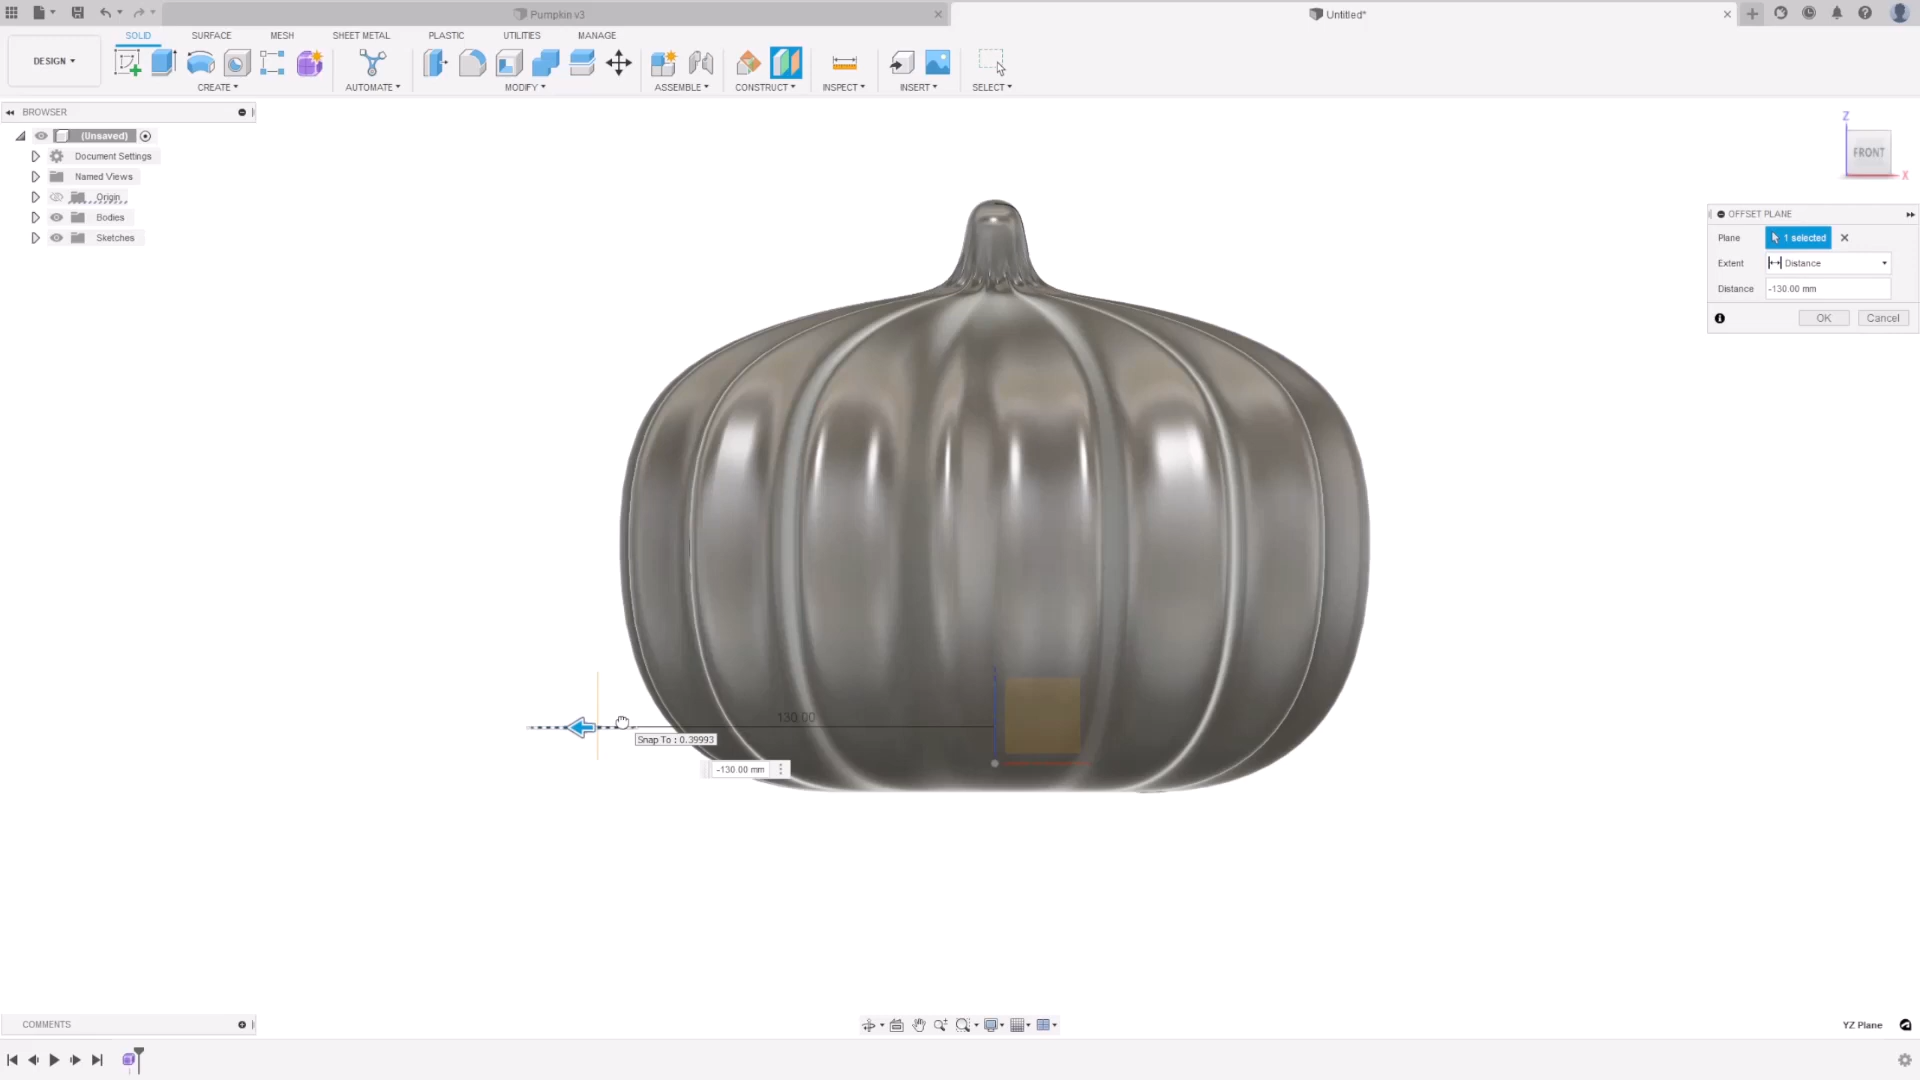 Pumpkin v3
Untitled*
SOLID SURFACE MESH SHEET METAL PLASTIC UTILITIES MANAGE
DESIGN
CREATE AUTOMATE MODIFY ASSEMBLE CONSTRUCT INSPECT INSERT SELECT
BROWSER
(Unsaved)
Document Settings
Named Views
Origin
Bodies
Sketches
Z
FRONT
X
OFFSET PLANE
Plane 1 selected
Extent Distance
Distance -130.00 mm
OK Cancel
130.00
Snap To : 0.39993
-130.00 mm
COMMENTS
YZ Plane